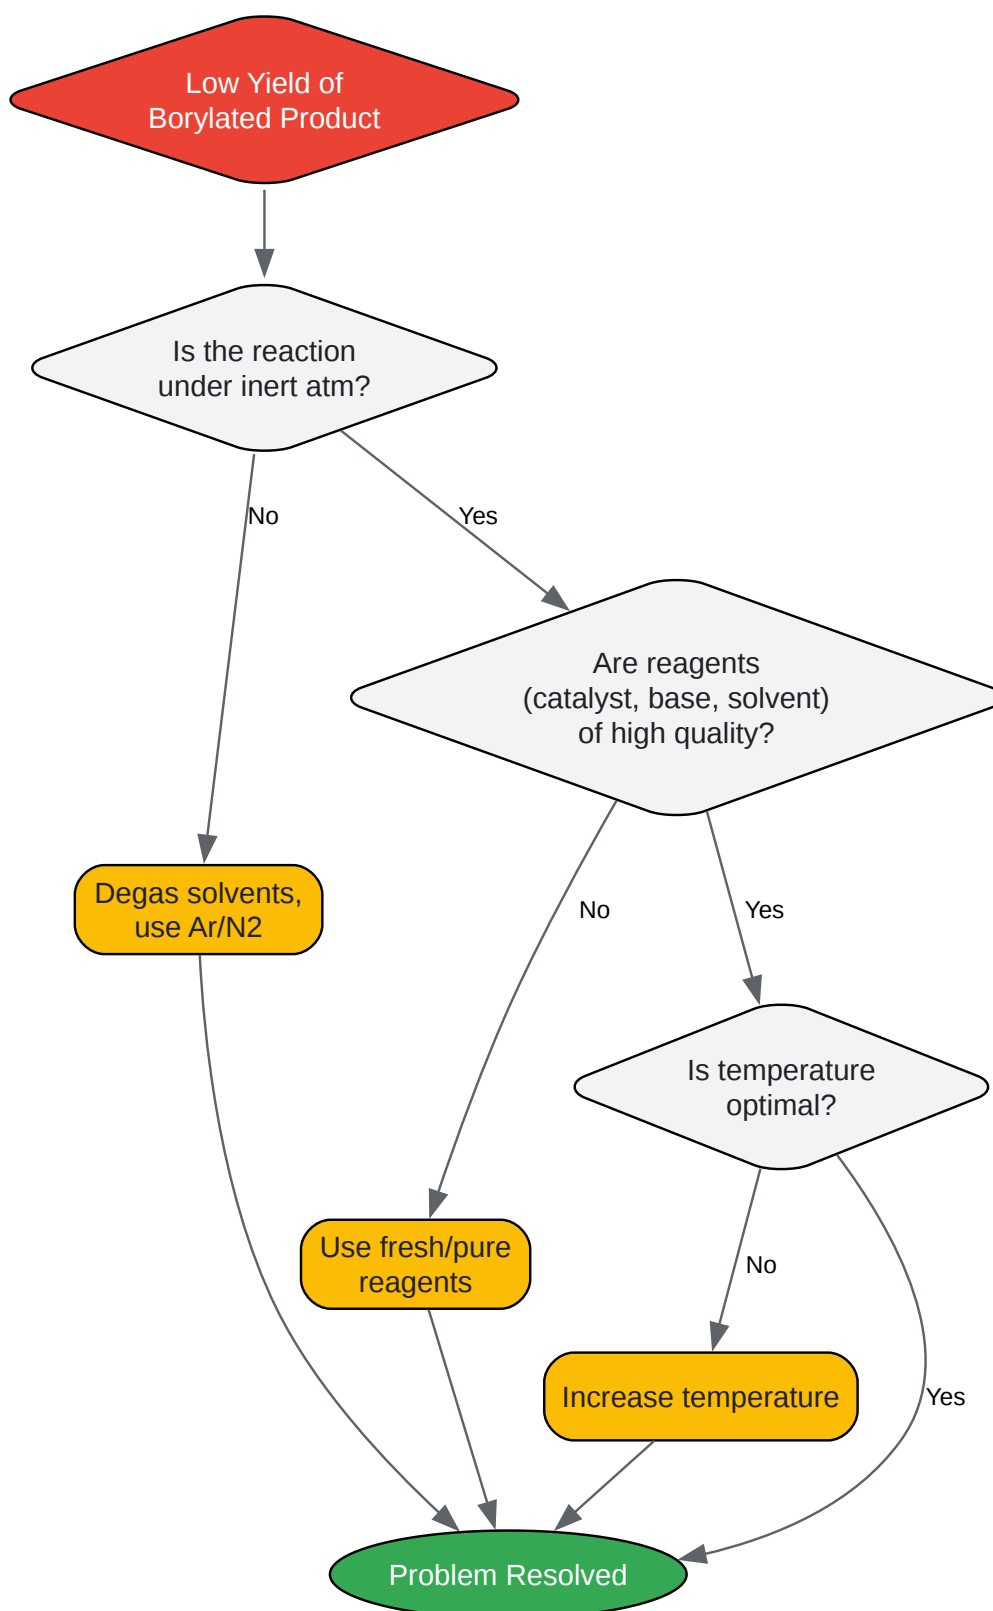 Low Yield of
Borylated Product
Is the reaction
under inert atm?
No
Yes
Are reagents
(catalyst, base, solvent)
of high quality?
Degas solvents,
use Ar/N2
No
Yes
Is temperature
optimal?
Use fresh/pure
reagents
No
Increase temperature
Yes
Problem Resolved